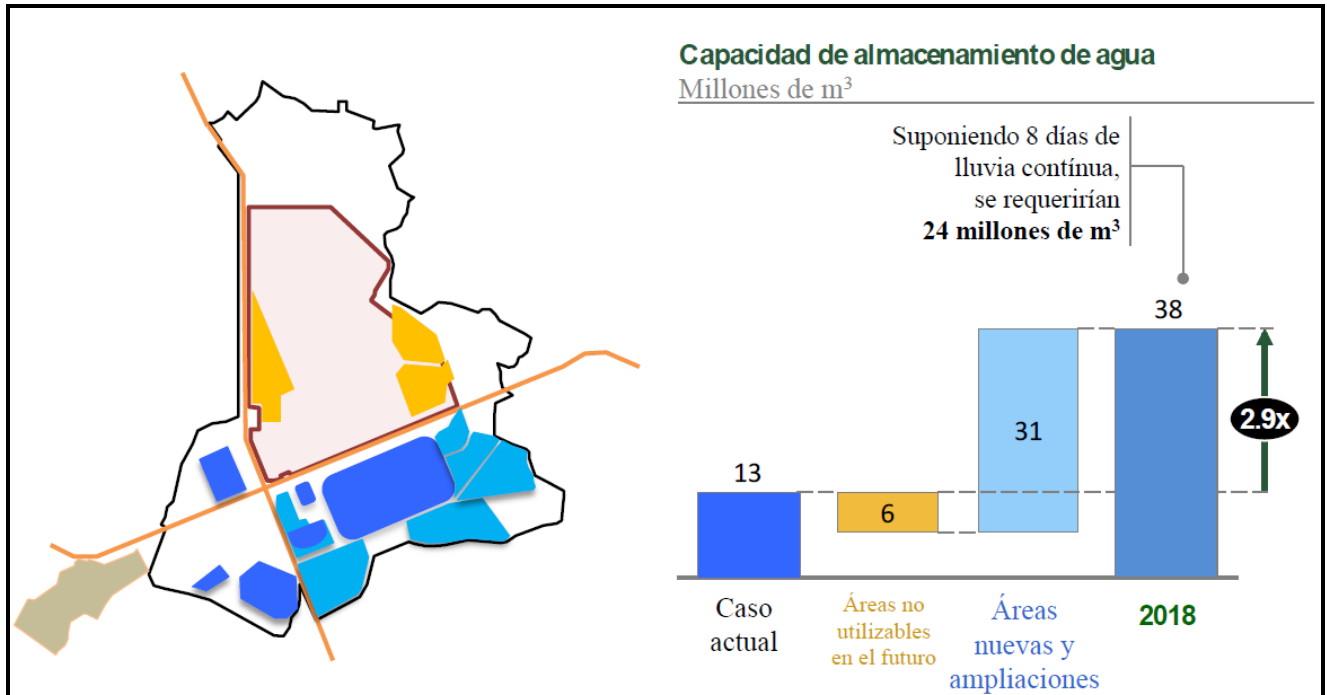 Capacidad de almacenamiento de agua
Millones de m³
Suponiendo 8 días de
lluvia contínua,
se requerirían
24 millones de m³
38
31
2.9x
13
6
Caso
actual
Áreas no
utilizables
en el futuro
Áreas
nuevas y
ampliaciones
2018